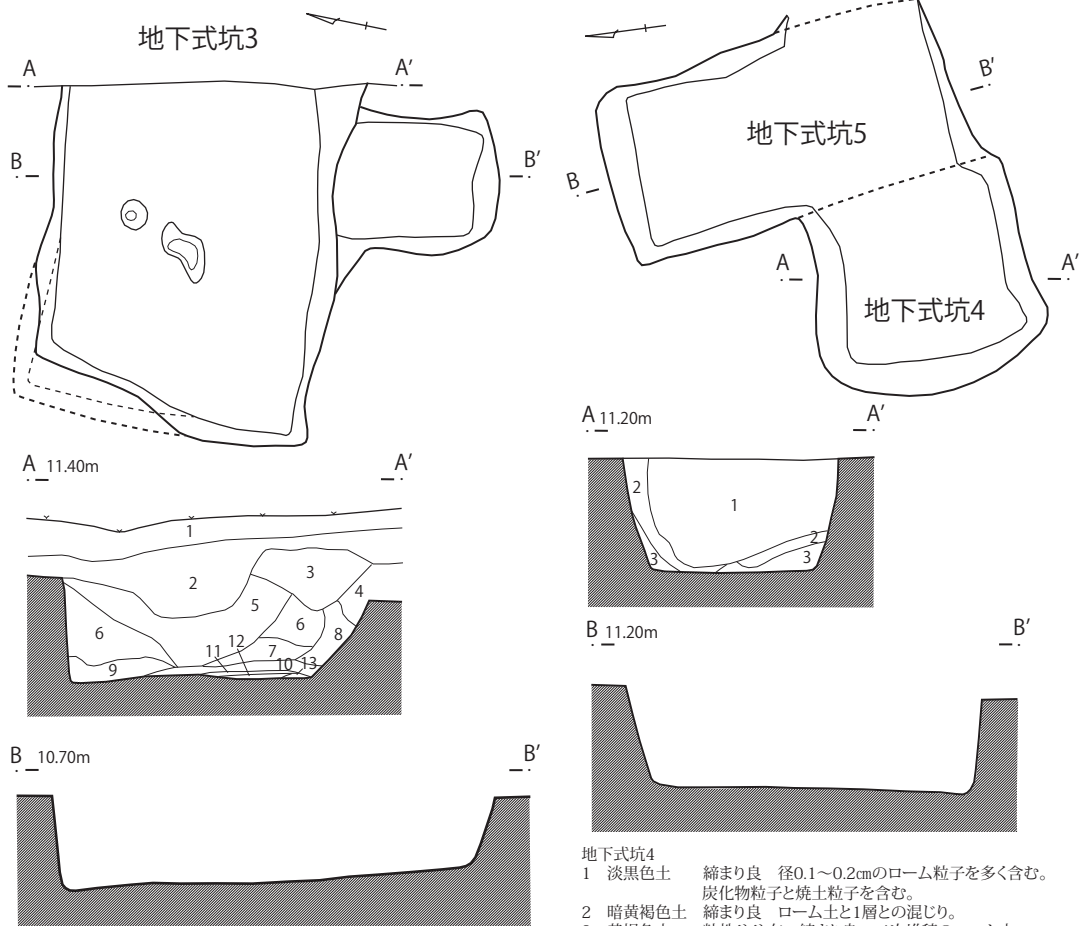 地下式坑3
A
A′
B
B′
地下式坑5
B′
B
A
A′
地下式坑4
A 11.40m
A′
1
2
3
4
5
6
6
7
8
9
10
11
12
13
B 10.70m
B′
A 11.20m
A′
1
2
2
3
3
B 11.20m
B′
地下式坑4
1 淡黒色土 締まり良 径0.1〜0.2㎝のローム粒子を多く含む。
炭化物粒子と焼土粒子を含む。
2 暗黄褐色土 締まり良 ローム土と1層との混じり。